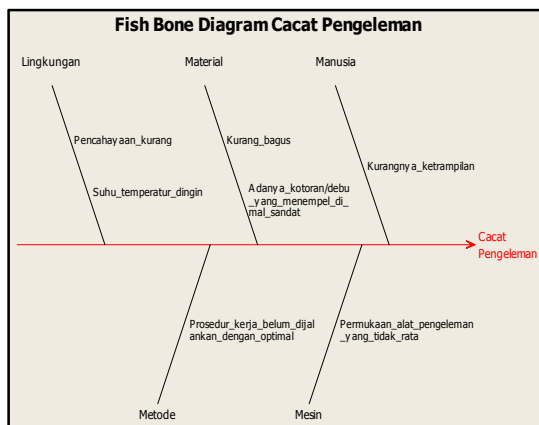 Fish Bone Diagram Cacat Pengeleman
Lingkungan
Material
Manusia
Pencahayaan_kurang
Kurang_bagus
Kurangnya_ketrampilan
Suhu_temperatur_dingin
Adanya_kotoran/debu
_yang_menempel_di_
mal_sandat
Cacat
Pengeleman
Prosedur_kerja_belum_dijal
ankan_dengan_optimal
Permukaan_alat_pengeleman
_yang_tidak_rata
Metode
Mesin